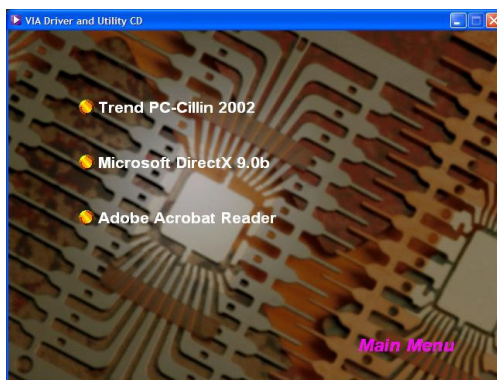 VIA Driver and Utility CD
Trend PC-Cillin 2002
Microsoft DirectX 9.0b
Adobe Acrobat Reader
Main Menu